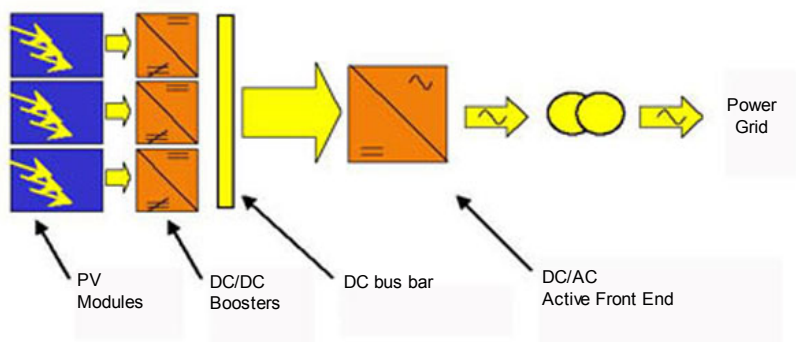 Power
Grid
PV
Modules
DC/DC
Boosters
DC bus bar
DC/AC
Active Front End